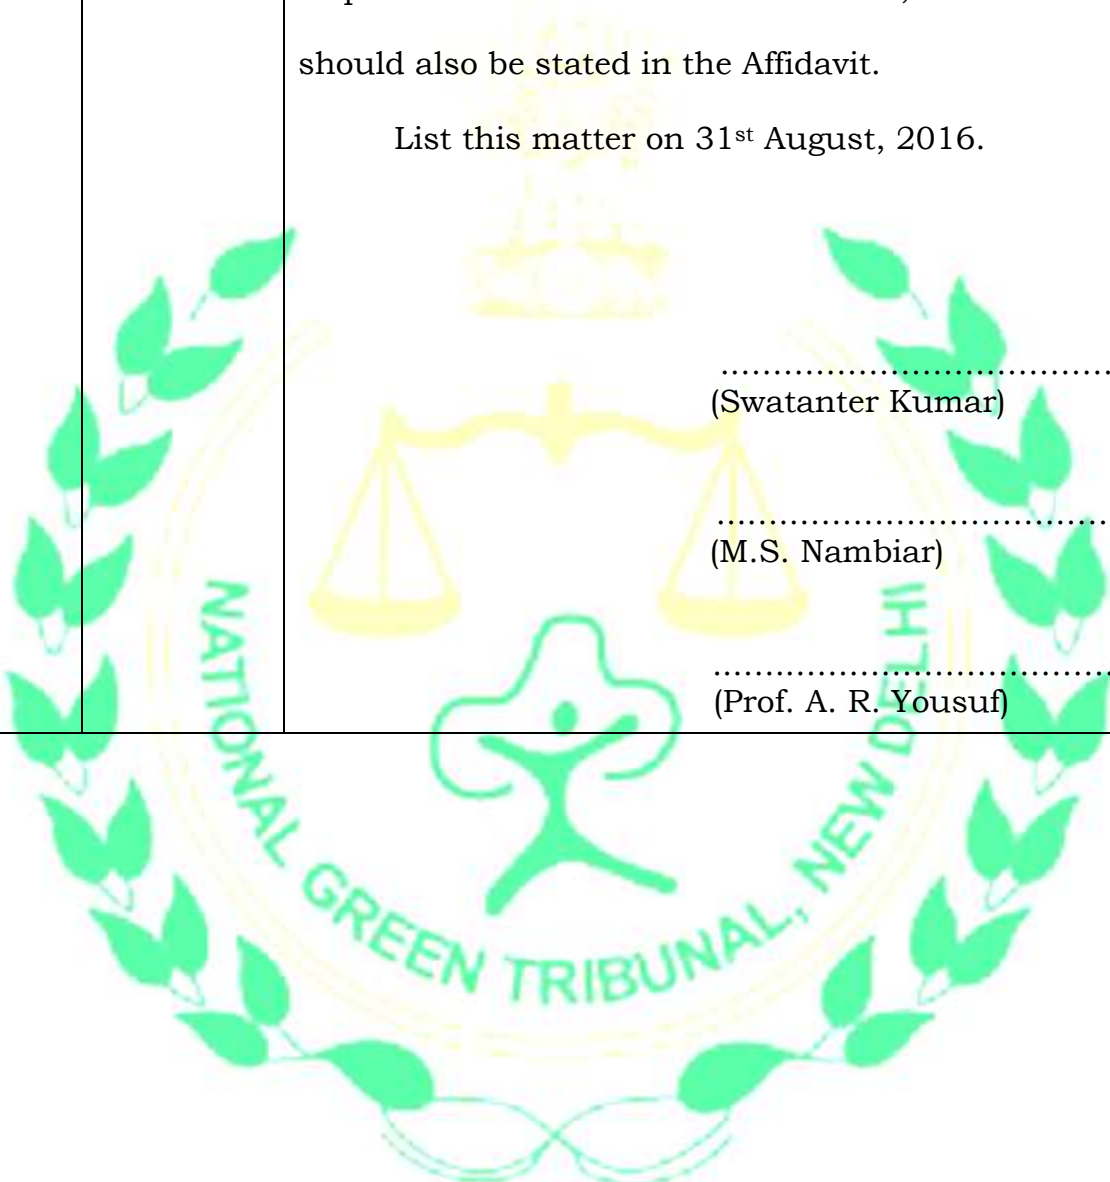 should also be stated in the Affidavit.
List this matter on 31st August, 2016.
.....................................
(Swatanter Kumar)
.....................................
(M.S. Nambiar)
.....................................
(Prof. A. R. Yousuf)
NATIONAL GREEN TRIBUNAL, NEW DELHI